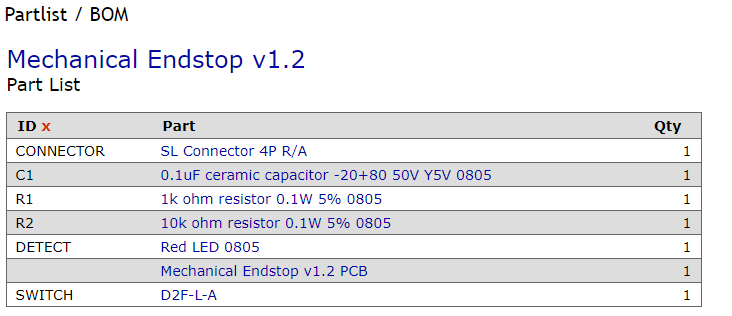 Partlist / BOM
Mechanical Endstop v1.2
Part List
ID x Part Qty
CONNECTOR SL Connector 4P R/A 1
C1 0.1uF ceramic capacitor -20+80 50V Y5V 0805 1
R1 1k ohm resistor 0.1W 5% 0805 1
R2 10k ohm resistor 0.1W 5% 0805 1
DETECT Red LED 0805 1
Mechanical Endstop v1.2 PCB 1
SWITCH D2F-L-A 1